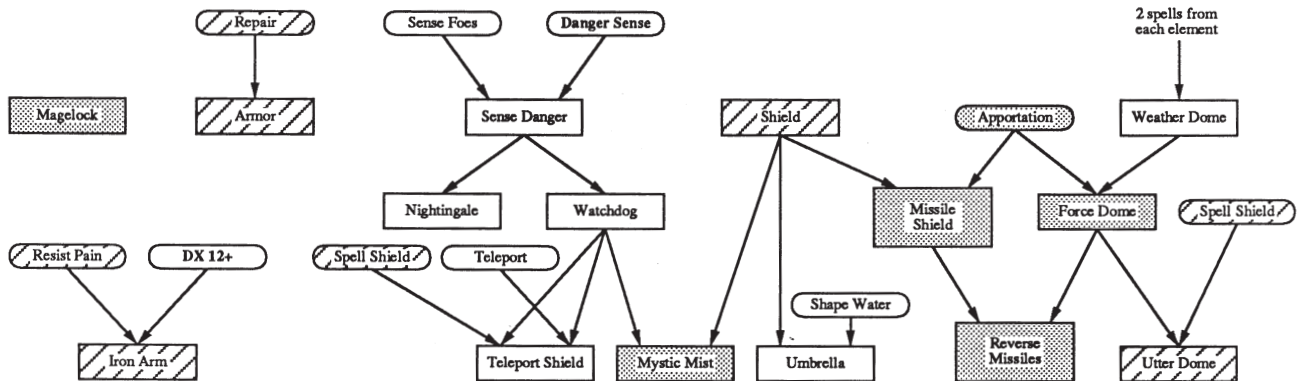 Repair
Sense Foes
Danger Sense
2 spells from
each element
Magelock
Armor
Sense Danger
Shield
Apportation
Weather Dome
Nightingale
Watchdog
Missile
Shield
Force Dome
Spell Shield
Resist Pain
DX 12+
Spell Shield
Teleport
Shape Water
Iron Arm
Teleport Shield
Mystic Mist
Umbrella
Reverse
Missiles
Utter Dome